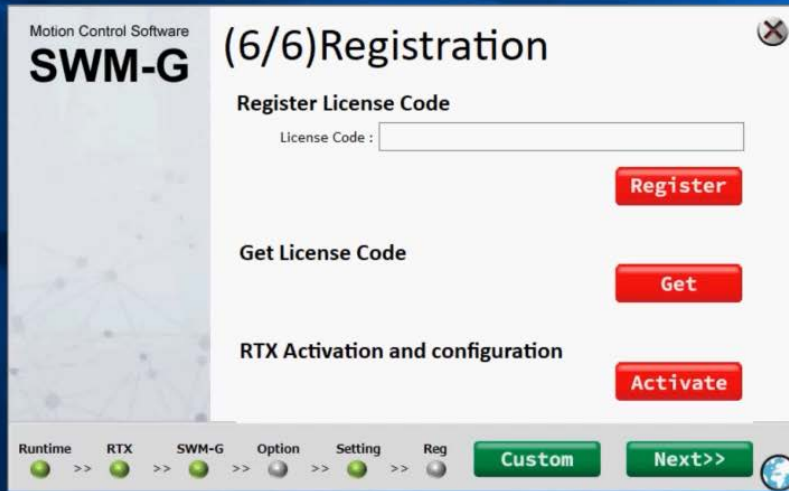 Motion Control Software
SWM-G
(6/6)Registration
Register License Code
License Code :
Register
Get License Code
Get
RTX Activation and configuration
Activate
Runtime >> RTX >> SWM-G >> Option >> Setting >> Reg
Custom
Next>>